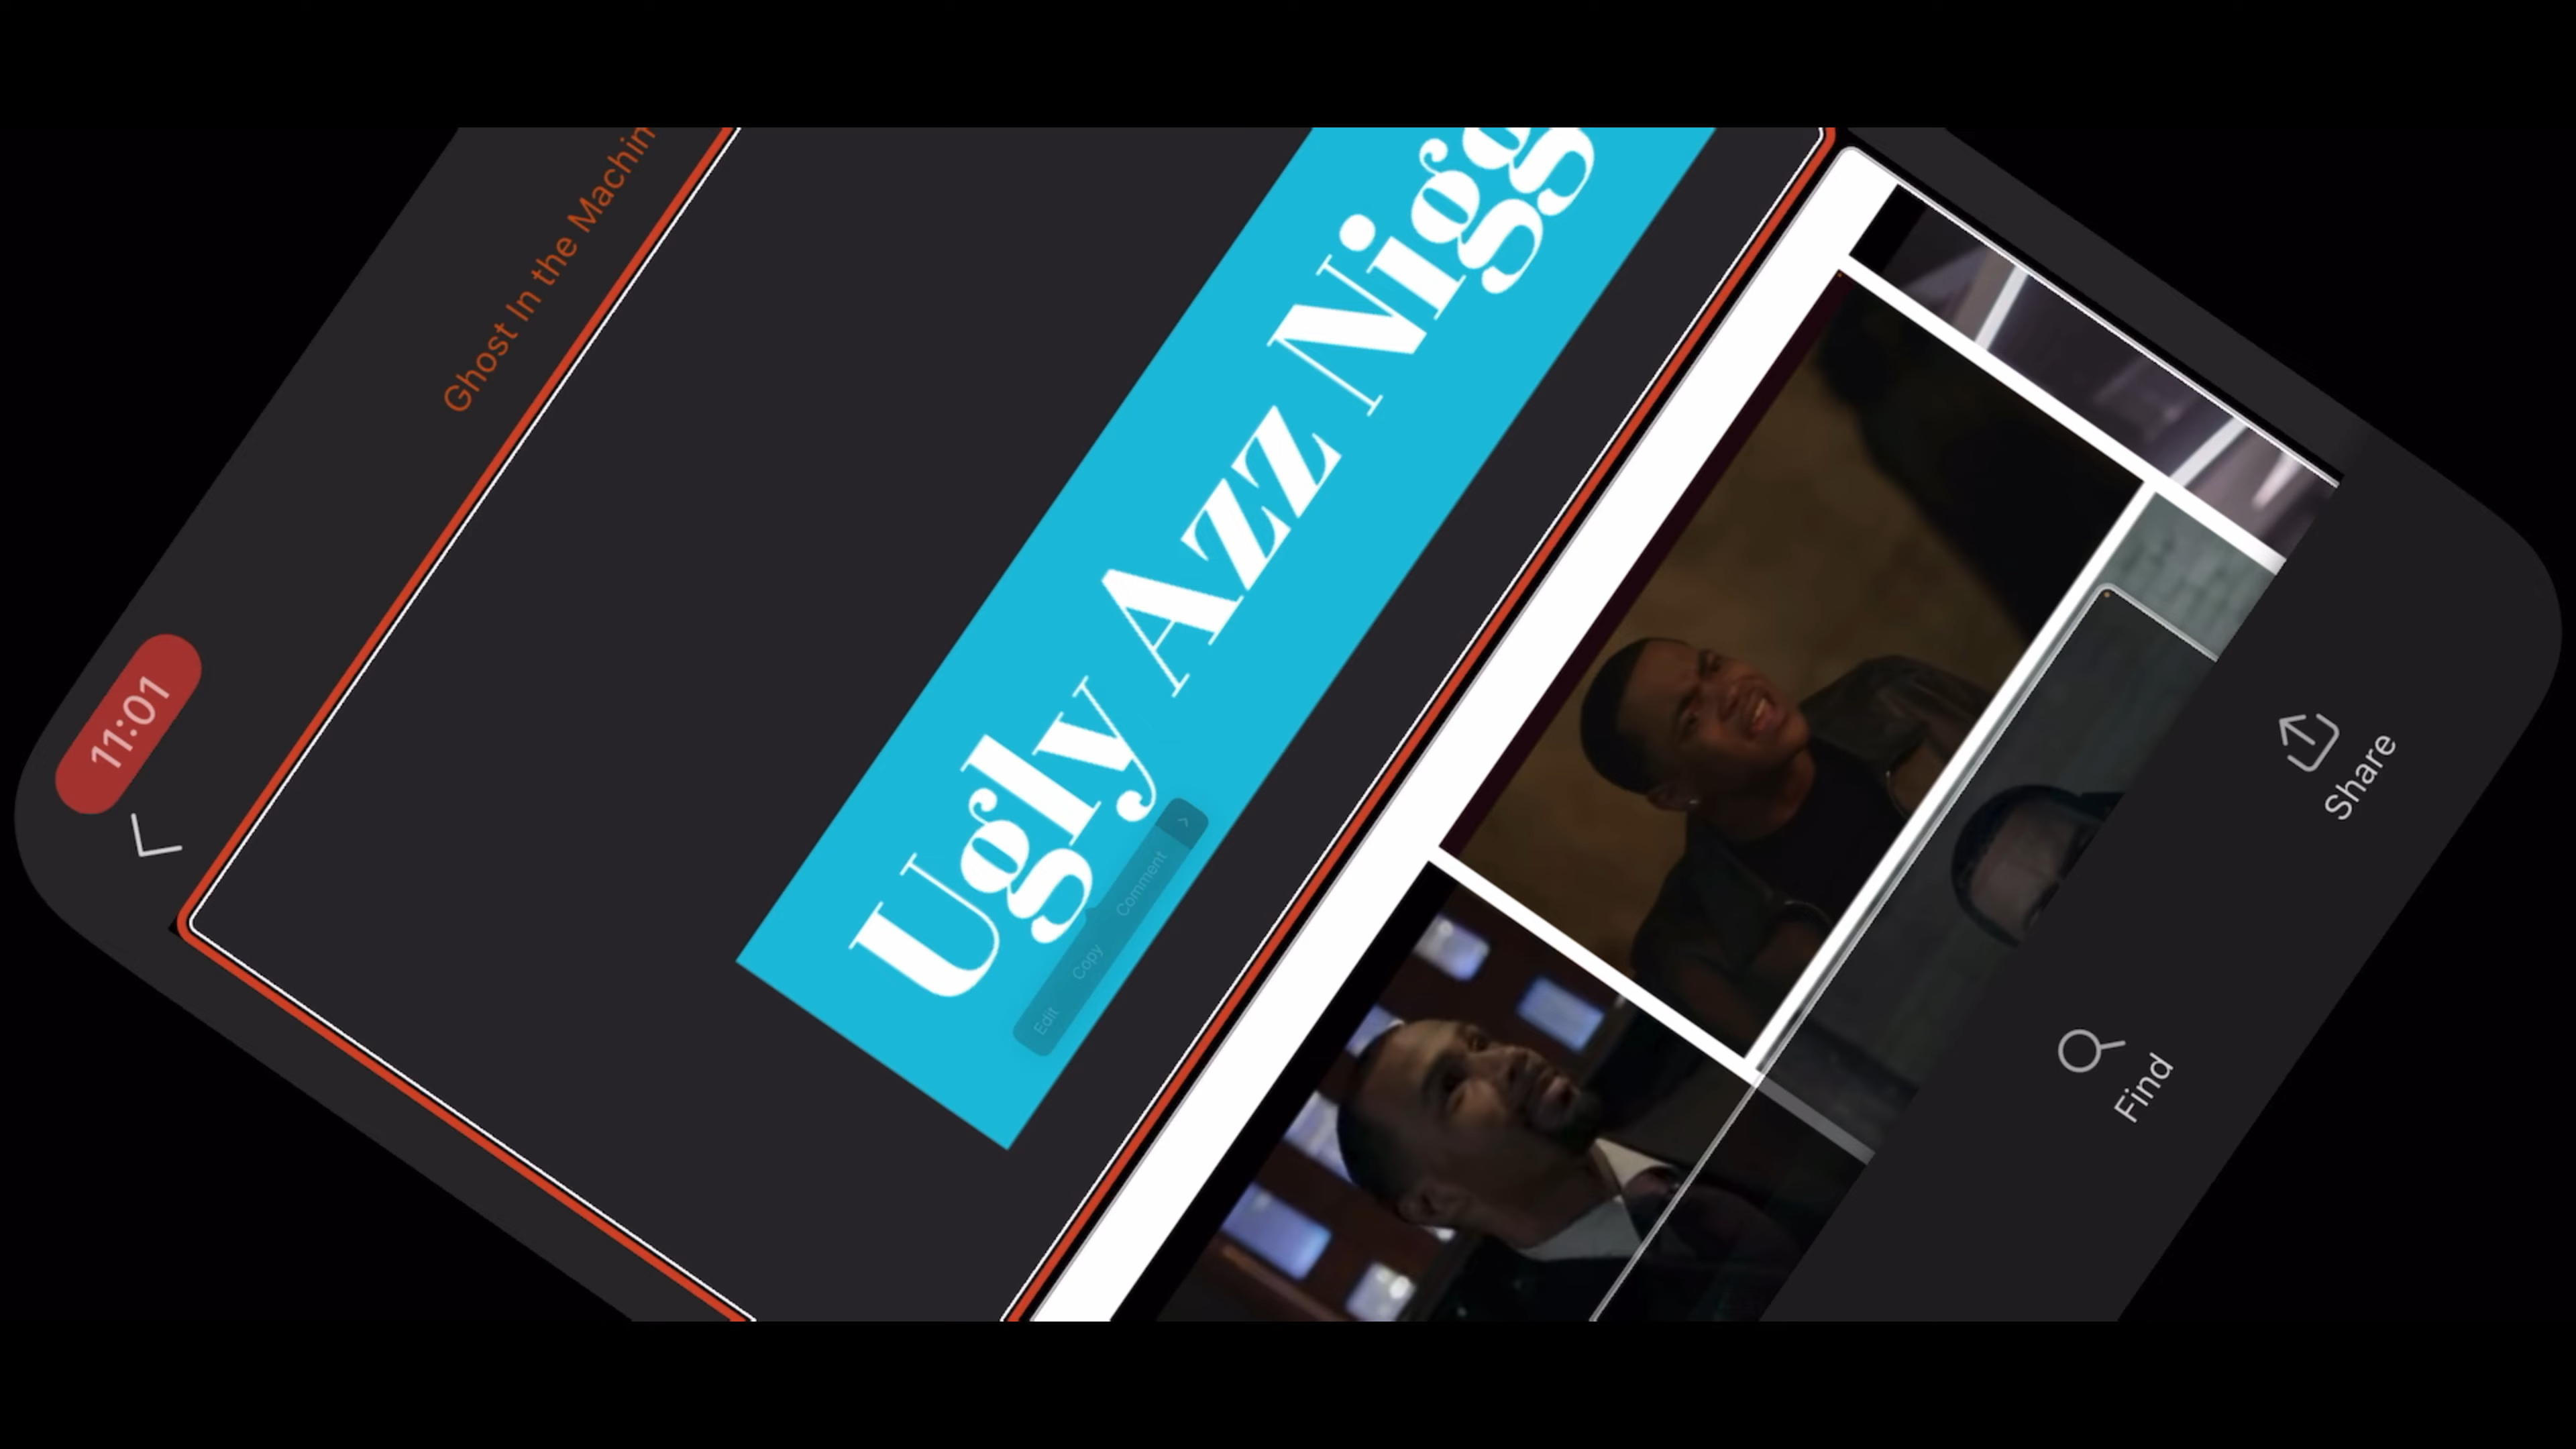 11:01
Ghost In the Machin
Ugly Azz Nigg
Edit Copy Comment >
Find Share